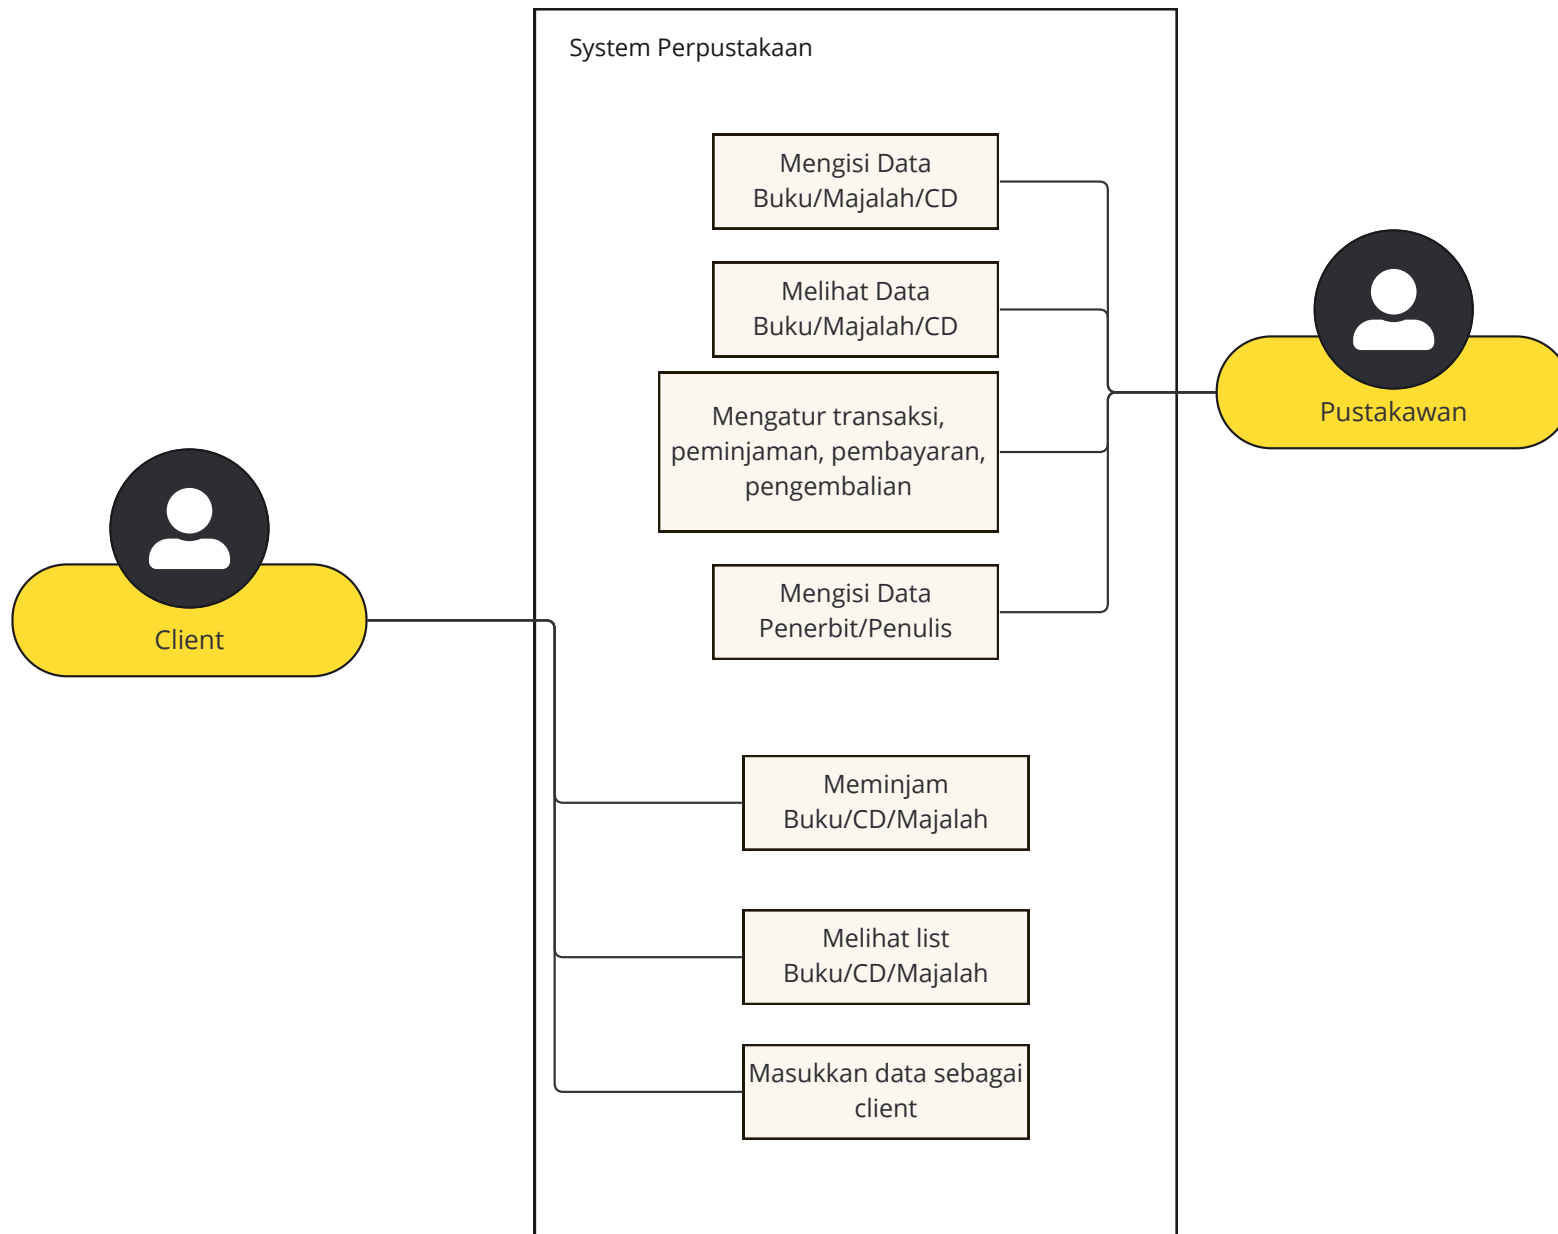 System Perpustakaan
Mengisi Data
Buku/Majalah/CD
Melihat Data
Buku/Majalah/CD
Mengatur transaksi,
peminjaman, pembayaran,
pengembalian
Pustakawan
Mengisi Data
Penerbit/Penulis
Client
Meminjam
Buku/CD/Majalah
Melihat list
Buku/CD/Majalah
Masukkan data sebagai
client